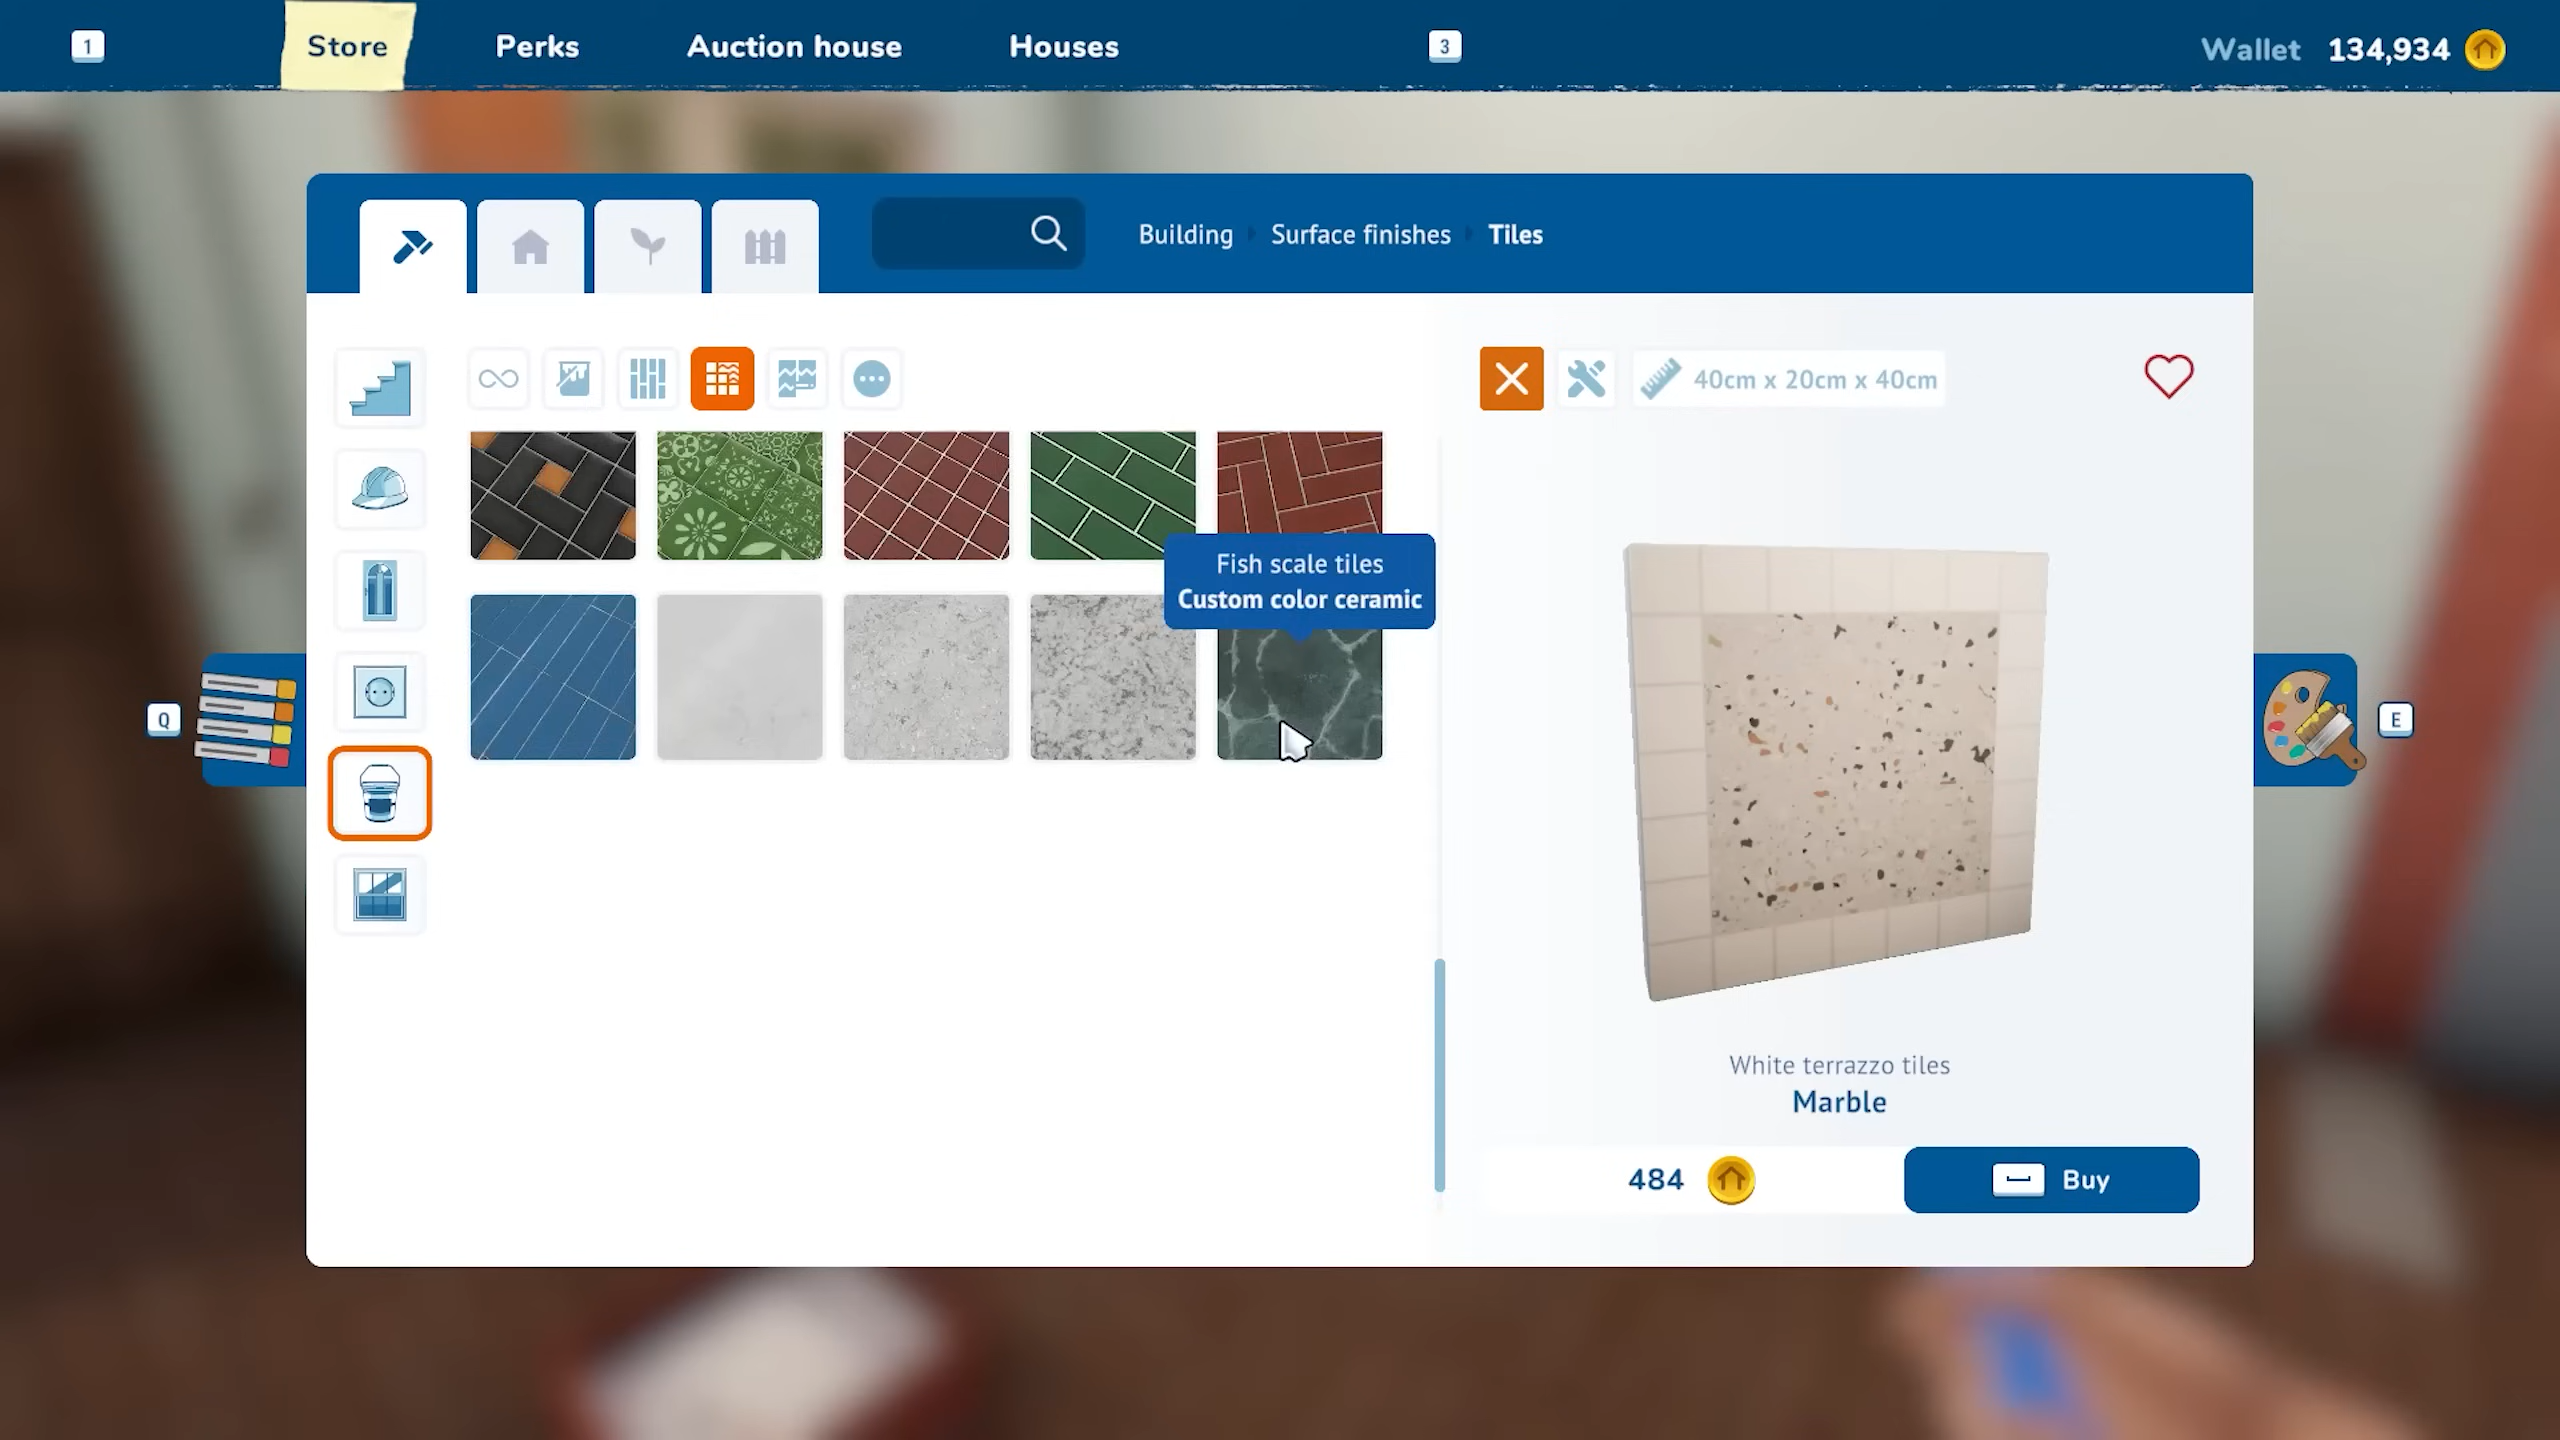 1
Store
Perks
Auction house
Houses
3
Wallet 134,934
Building
Surface finishes
Tiles
40cm x 20cm x 40cm
Fish scale tiles
Custom color ceramic
Q
E
White terrazzo tiles
Marble
484
Buy